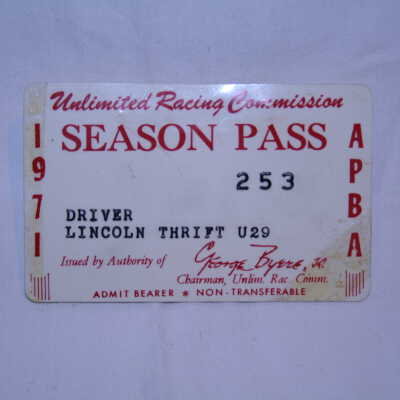 Unlimited Racing Commission
1971
SEASON PASS
APBA
253
DRIVER
LINCOLN THRIFT U29
Issued by Authority of George Byers, Jr.
Chairman, Unlim. Rac. Comm.
ADMIT BEARER * NON-TRANSFERABLE